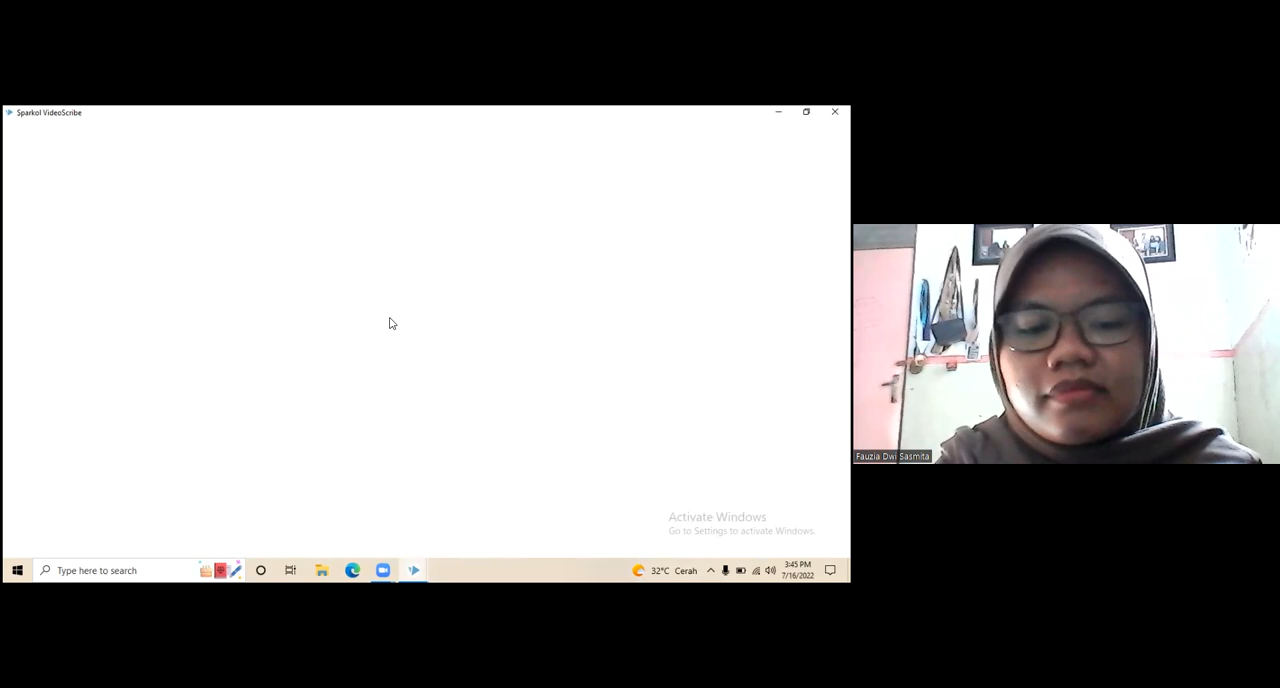 Sparkol VideoScribe
Activate Windows
Go to Settings to activate Windows.
Type here to search
32°C Cerah
3:45 PM
7/16/2022
Fauzia Dwi Sasmita